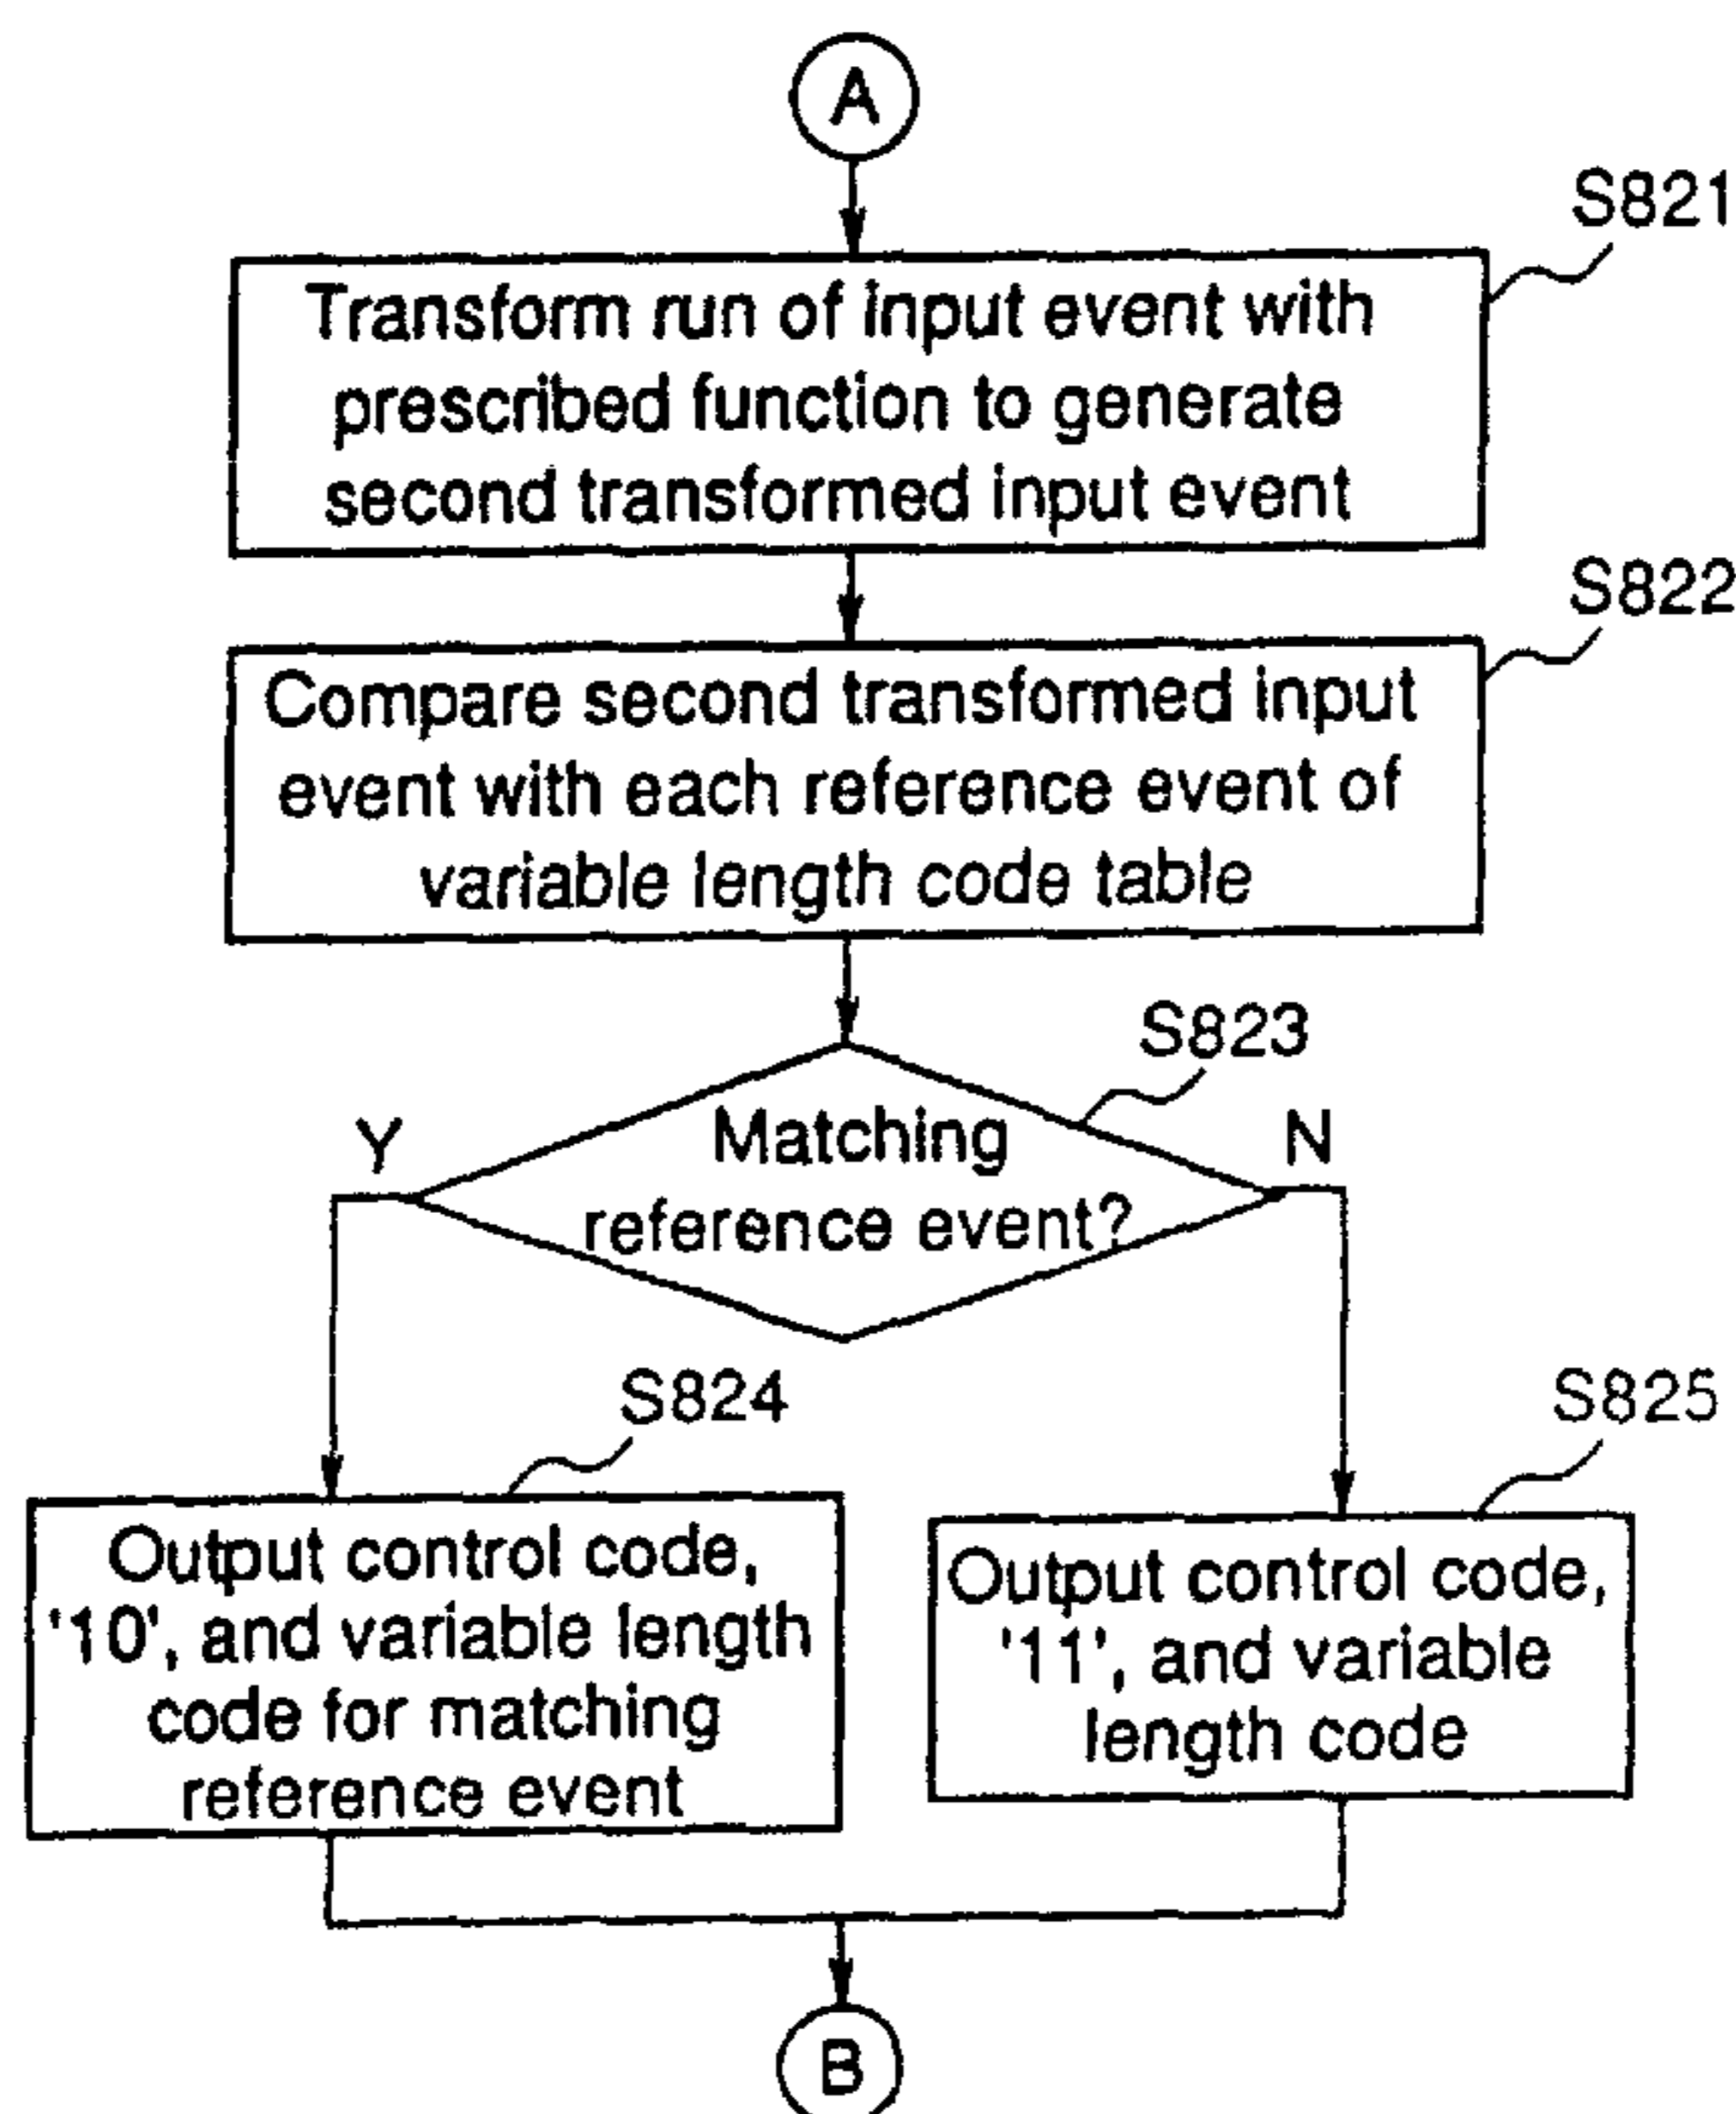 A
S821
Transform run of input event with
prescribed function to generate
second transformed input event
S822
Compare second transformed input
event with each reference event of
variable length code table
S823
Y
Matching
reference event?
N
S824
Output control code,
'10', and variable length
code for matching
reference event
S825
Output control code,
'11', and variable
length code
B